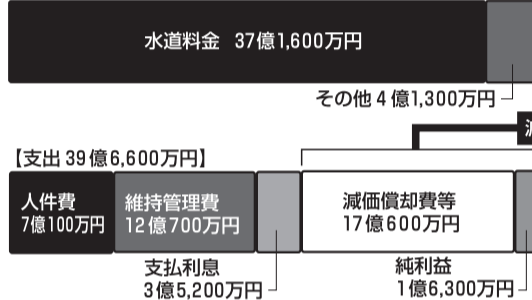 水道料金 37億1,600万円
その他 4億1,300万円
【支出 39億6,600万円】
人件費
7億100万円
維持管理費
12億700万円
減価償却費等
17億600万円
支払利息
3億5,200万円
純利益
1億6,300万円